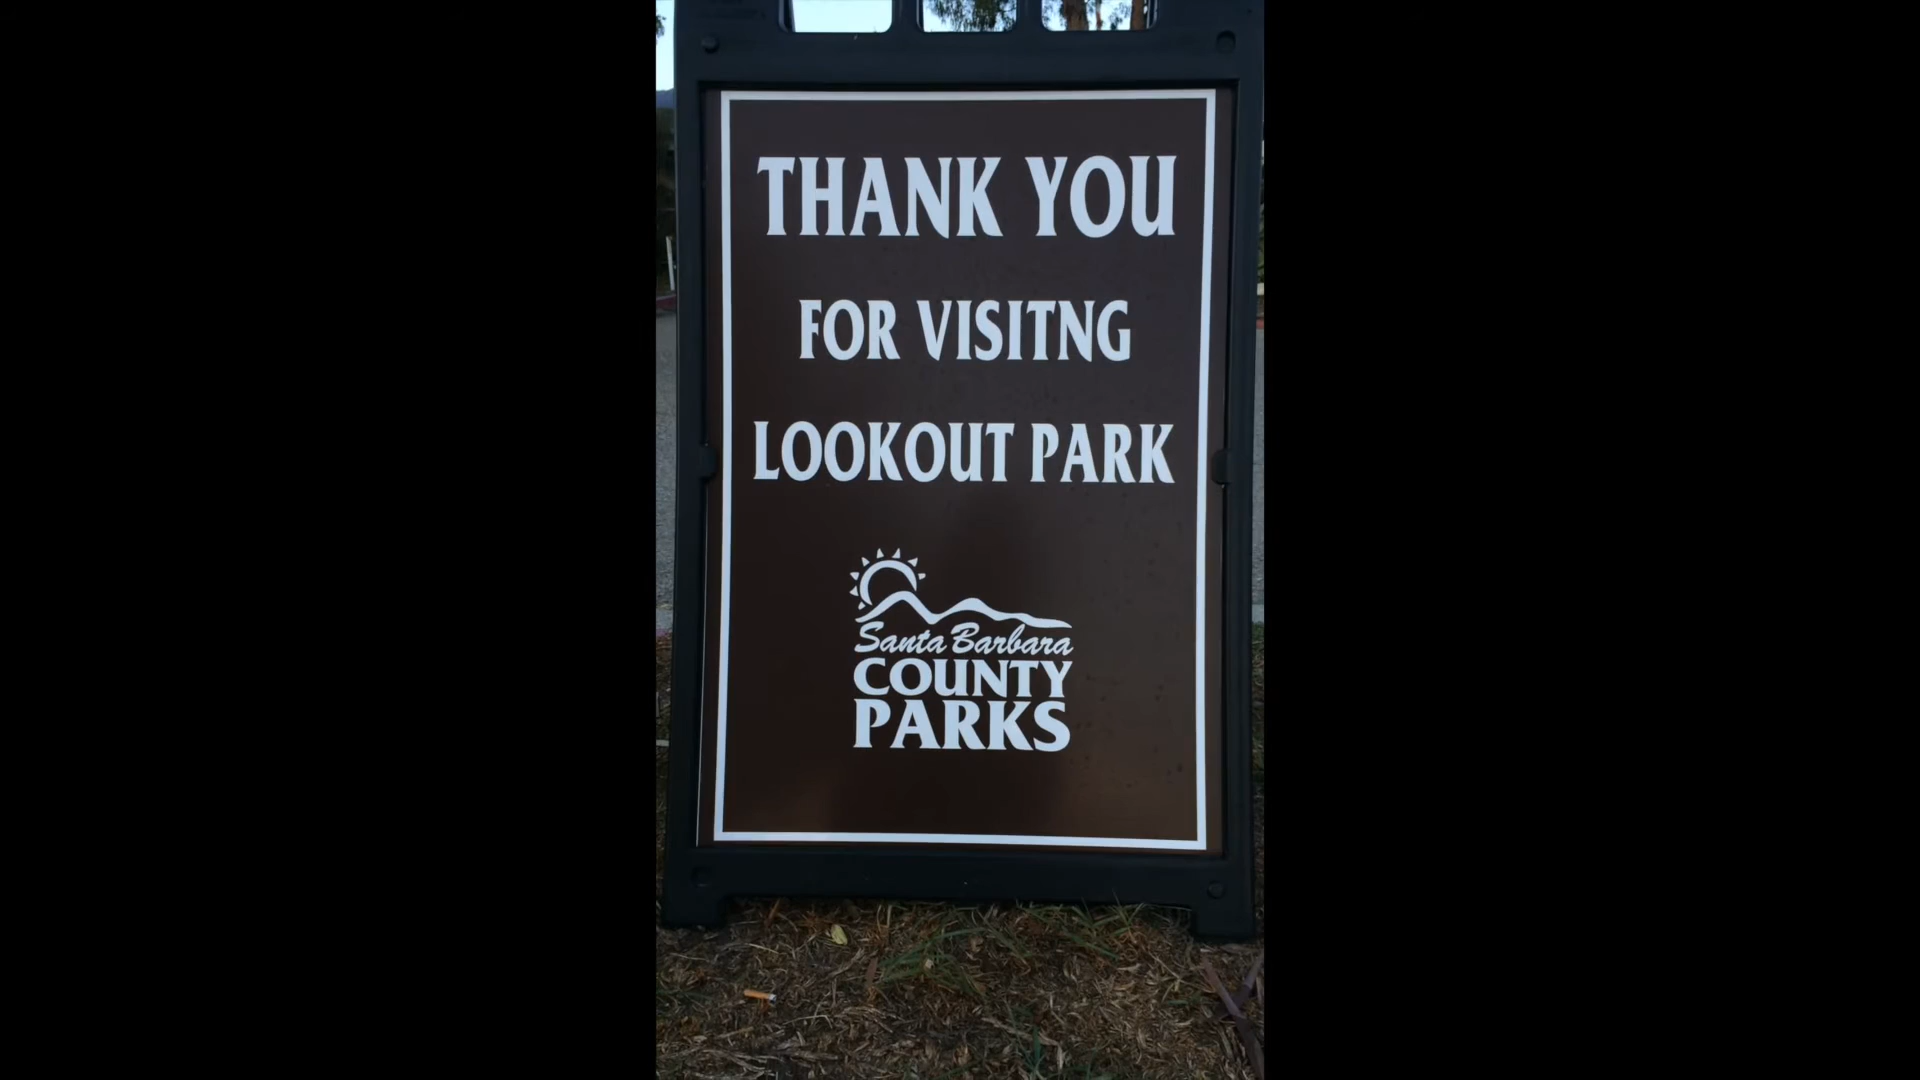 THANK YOU
FOR VISITNG
LOOKOUT PARK
Santa Barbara
COUNTY
PARKS